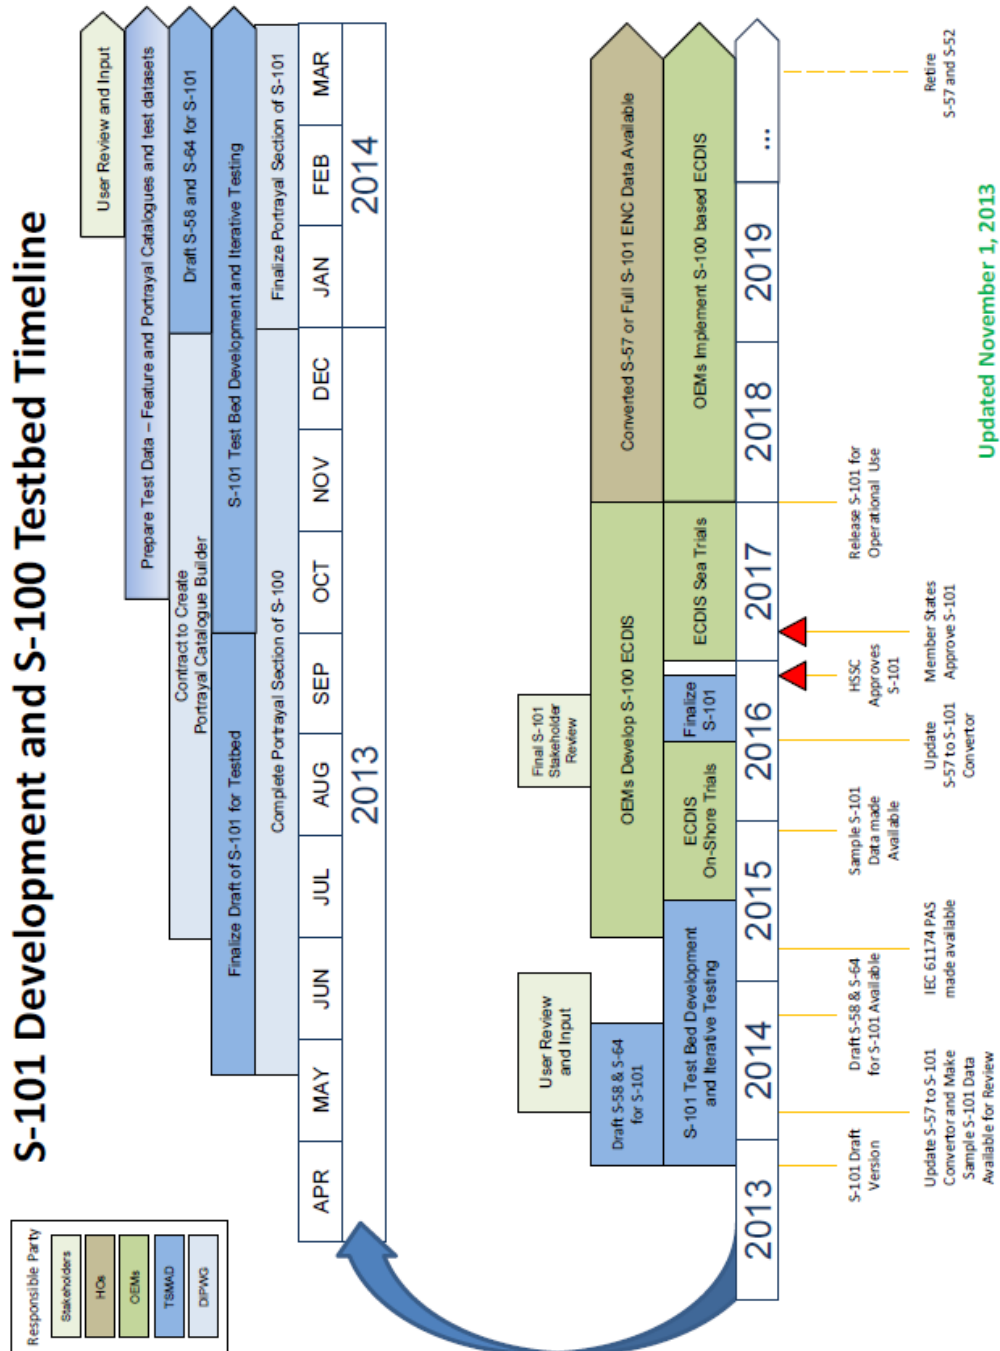 S-101 Development and S-100 Testbed Timeline
Responsible Party
Stakeholders
HOs
OEMs
TSMAD
DIPWG
User Review and Input
Prepare Test Data – Feature and Portrayal Catalogues and test datasets
Contract to Create
Portrayal Catalogue Builder
Draft S-58 and S-64 for S-101
Finalize Draft of S-101 for Testbed
S-101 Test Bed Development and Iterative Testing
Complete Portrayal Section of S-100
Finalize Portrayal Section of S-101
APR
MAY
JUN
JUL
AUG
SEP
OCT
NOV
DEC
JAN
FEB
MAR
2013
2014
User Review
and Input
Final S-101
Stakeholder
Review
Draft S-58 & S-64
for S-101
OEMs Develop S-100 ECDIS
Converted S-57 or Full S-101 ENC Data Available
S-101 Test Bed Development
and Iterative Testing
ECDIS
On-Shore Trials
Finalize
S-101
ECDIS Sea Trials
OEMs Implement S-100 based ECDIS
2013
2014
2015
2016
2017
2018
2019
...
S-101 Draft
Version
Draft S-58 & S-64
for S-101 Available
Sample S-101
Data made
Available
HSSC
Approves
S-101
Release S-101 for
Operational Use
Update S-57 to S-101
Convertor and Make
Sample S-101 Data
Available for Review
IEC 61174 PAS
made available
Update
S-57 to S-101
Convertor
Member States
Approve S-101
Retire
S-57 and S-52
Updated November 1, 2013